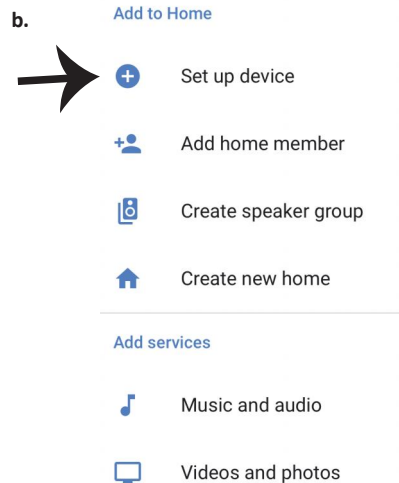 b.
Add to Home
Set up device
Add home member
Create speaker group
Create new home
Add services
Music and audio
Videos and photos